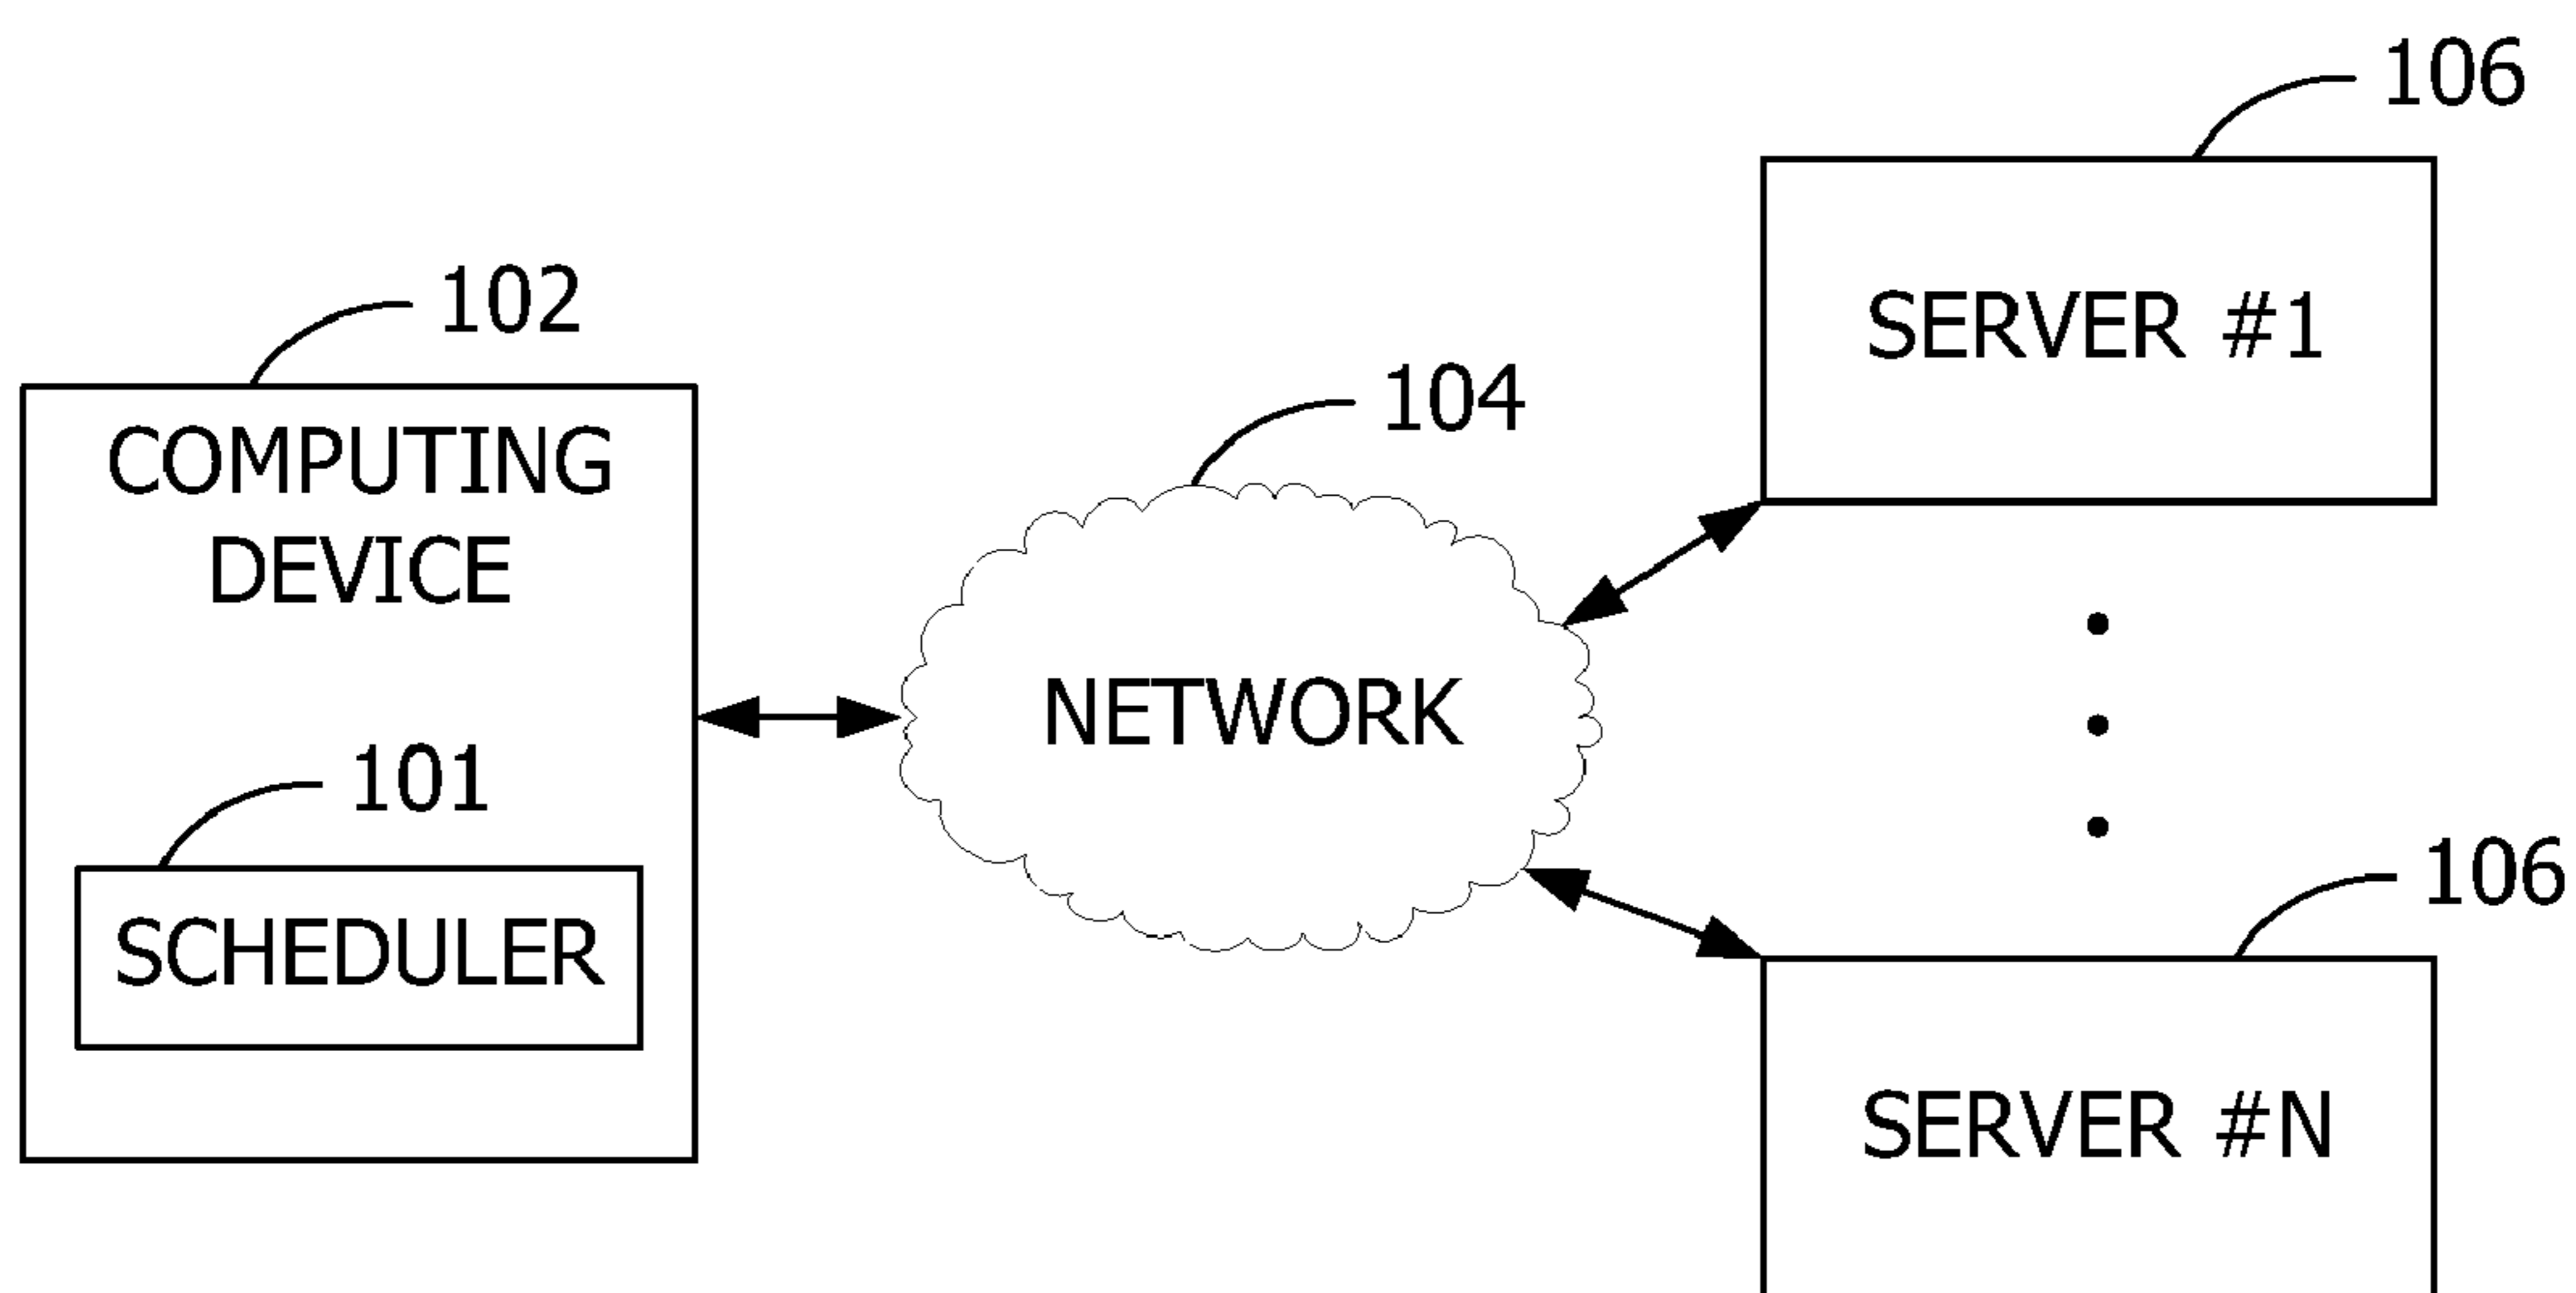 106
SERVER #1
102
104
COMPUTING
DEVICE
NETWORK
101
106
SCHEDULER
SERVER #N